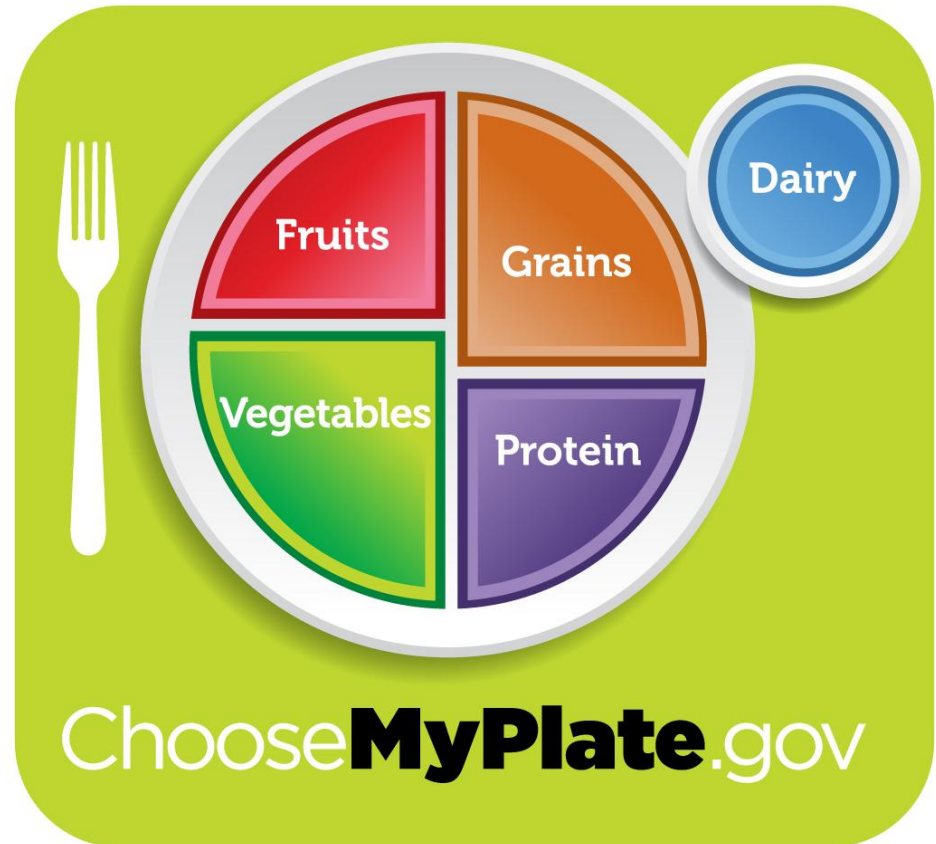 Fruits
Grains
Dairy
Vegetables
Protein
ChooseMyPlate.gov